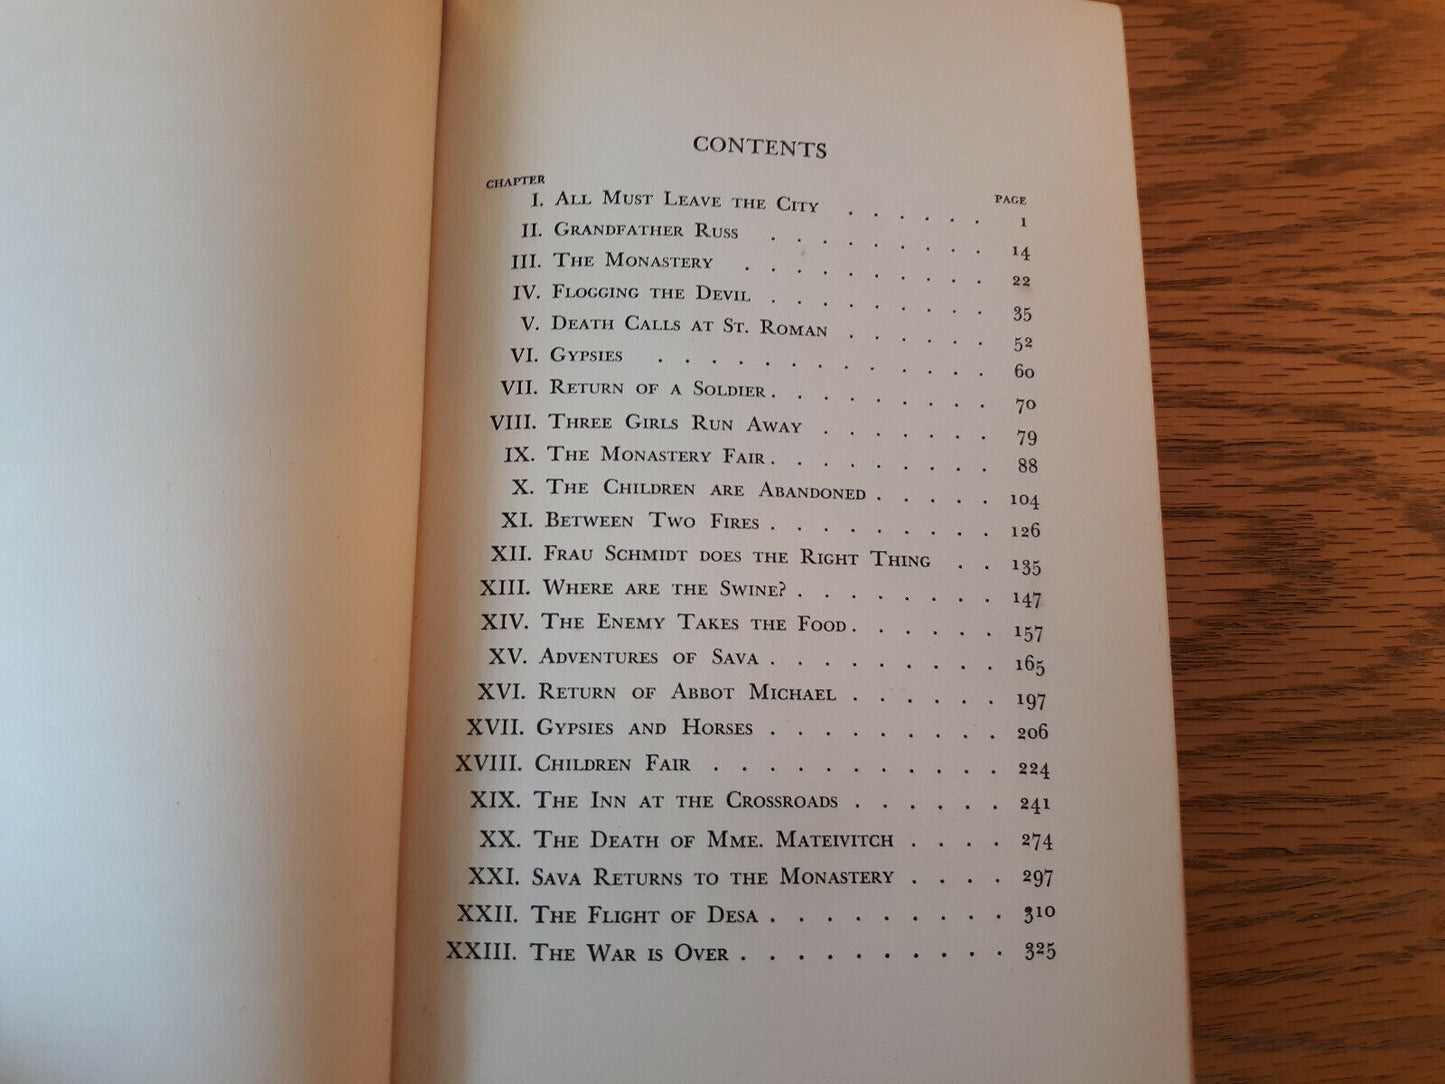 CONTENTS
CHAPTER PAGE
I. ALL MUST LEAVE THE CITY . . . . . . 1
II. GRANDFATHER RUSS . . . . . . . . . 14
III. THE MONASTERY . . . . . . . . . . 22
IV. FLOGGING THE DEVIL . . . . . . . . . 35
V. DEATH CALLS AT ST. ROMAN . . . . . . 52
VI. GYPSIES . . . . . . . . . . . . . 60
VII. RETURN OF A SOLDIER . . . . . . . . . 70
VIII. THREE GIRLS RUN AWAY . . . . . . . 79
IX. THE MONASTERY FAIR . . . . . . . . . 88
X. THE CHILDREN ARE ABANDONED . . . . . 104
XI. BETWEEN TWO FIRES . . . . . . . . . 126
XII. FRAU SCHMIDT DOES THE RIGHT THING . . 135
XIII. WHERE ARE THE SWINE? . . . . . . . . 147
XIV. THE ENEMY TAKES THE FOOD . . . . . . 157
XV. ADVENTURES OF SAVA . . . . . . . . . 165
XVI. RETURN OF ABBOT MICHAEL . . . . . . 197
XVII. GYPSIES AND HORSES . . . . . . . . . 206
XVIII. CHILDREN FAIR . . . . . . . . . . . 224
XIX. THE INN AT THE CROSSROADS . . . . . . 241
XX. THE DEATH OF MME. MATEIVITCH . . . . 274
XXI. SAVA RETURNS TO THE MONASTERY . . . . 297
XXII. THE FLIGHT OF DESA . . . . . . . . . 310
XXIII. THE WAR IS OVER . . . . . . . . . . 325